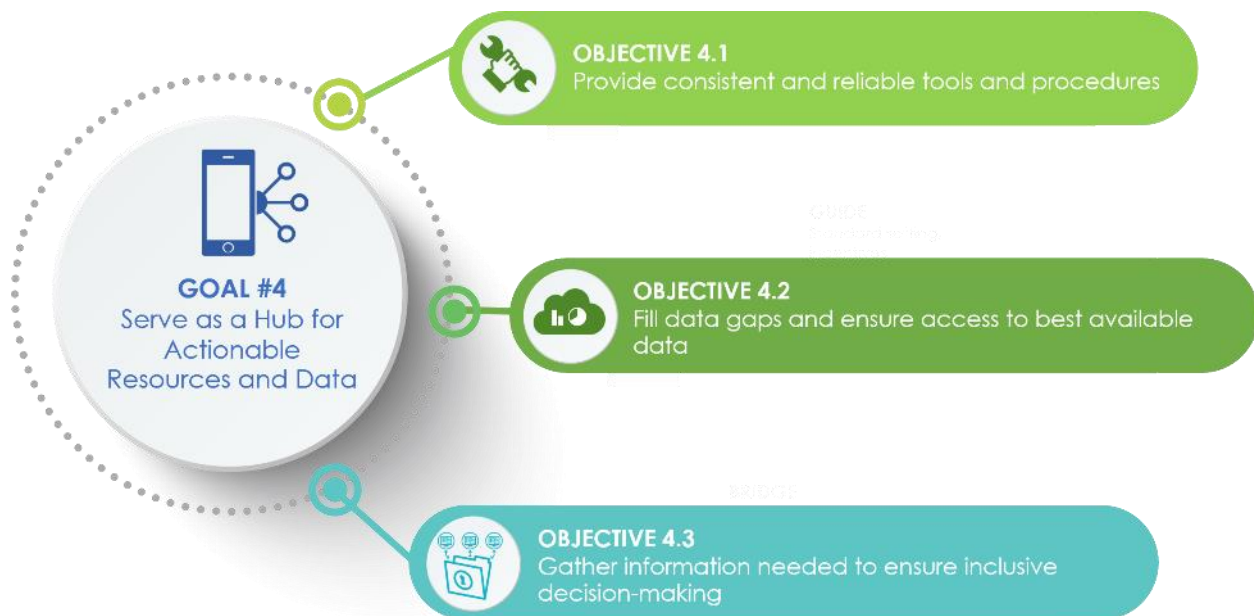 OBJECTIVE 4.1
Provide consistent and reliable tools and procedures
GOAL #4
Serve as a Hub for
Actionable
Resources and Data
GUIDE
OBJECTIVE 4.2
Fill data gaps and ensure access to best available
data
BRIDGE
OBJECTIVE 4.3
Gather information needed to ensure inclusive
decision-making